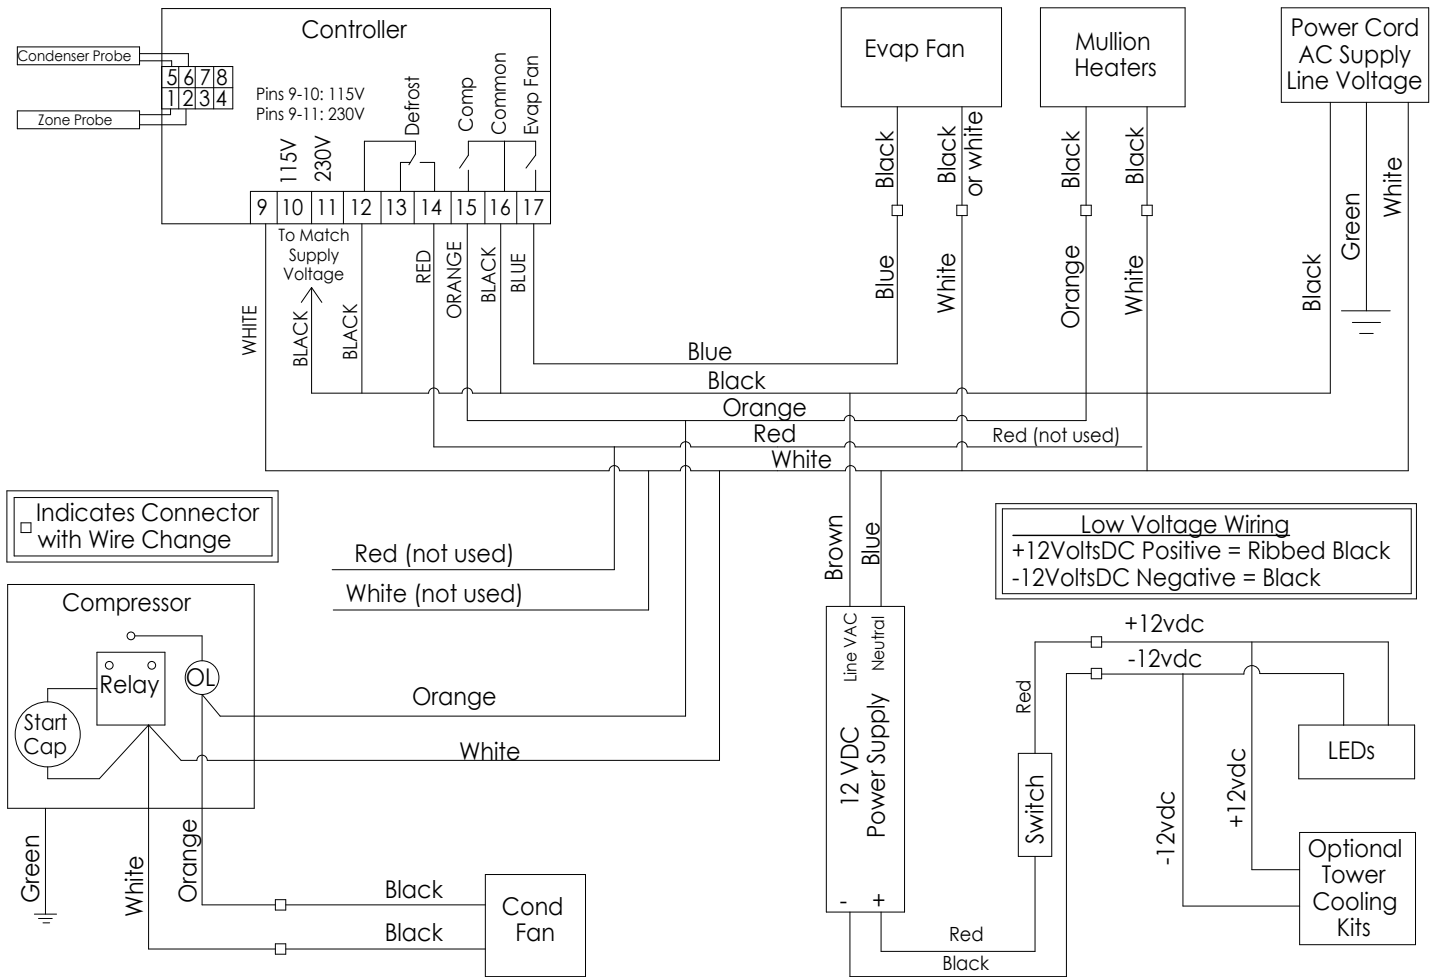 Controller
Condenser Probe
Zone Probe
5 6 7 8
1 2 3 4
Pins 9-10: 115V
Pins 9-11: 230V
115V
230V
Defrost
Comp
Common
Evap Fan
9 10 11 12 13 14 15 16 17
To Match
Supply
Voltage
WHITE
BLACK
BLACK
RED
ORANGE
BLACK
BLUE
Evap Fan
Black
Black
or white
Blue
White
Mullion
Heaters
Black
Black
Orange
White
Power Cord
AC Supply
Line Voltage
Black
Green
White
Blue
Black
Orange
Red
Red (not used)
White
Indicates Connector
with Wire Change
Red (not used)
White (not used)
Brown
Blue
Low Voltage Wiring
+12VoltsDC Positive = Ribbed Black
-12VoltsDC Negative = Black
Compressor
Relay
OL
Start
Cap
Orange
White
Green
White
Orange
Black
Black
Cond
Fan
Line VAC
Neutral
12 VDC
Power Supply
- +
Red
Black
Red
Switch
+12vdc
-12vdc
-12vdc
+12vdc
LEDs
Optional
Tower
Cooling
Kits